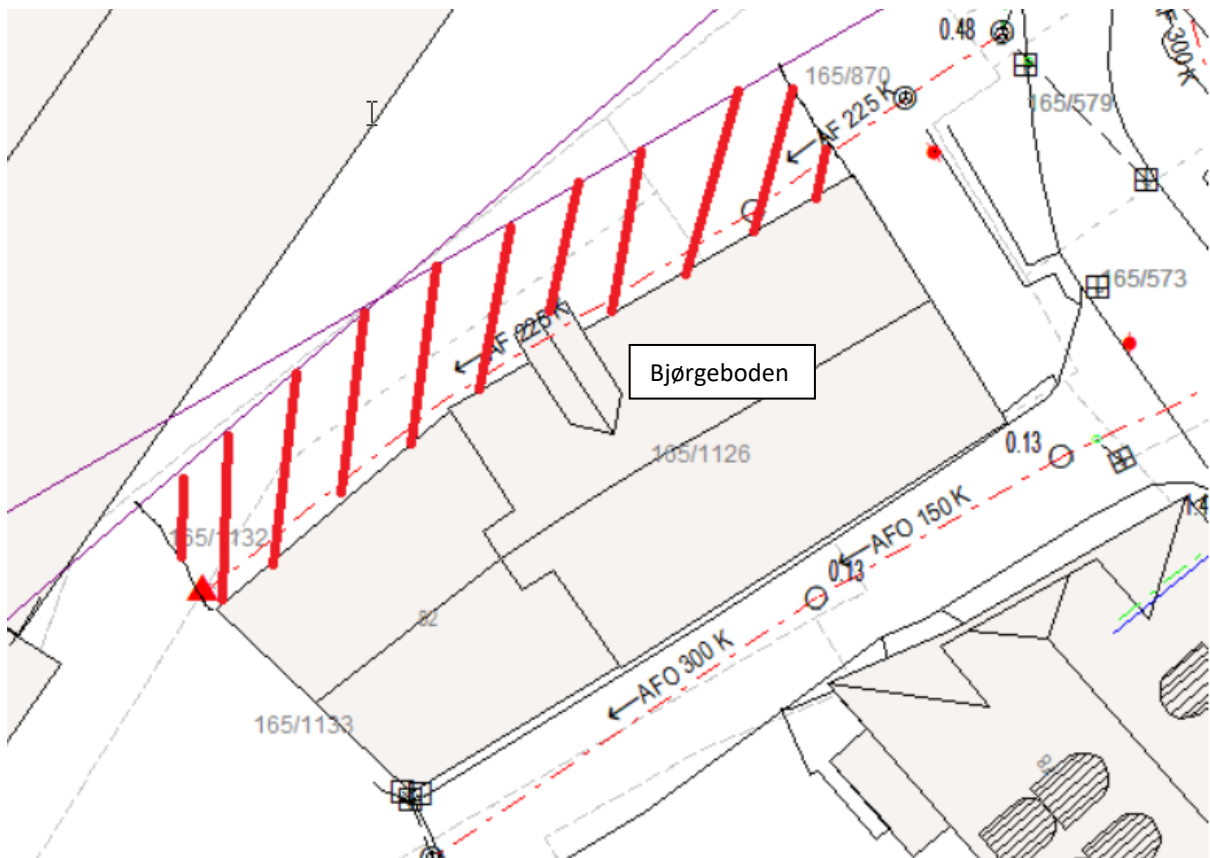 0.48
165/870
300 K
165/579
AF 225 K
165/573
AF 225 K
Bjørgeboden
165/1126
0.13
165/1132
AFO 150 K
0.13
82
AFO 300 K
165/1133